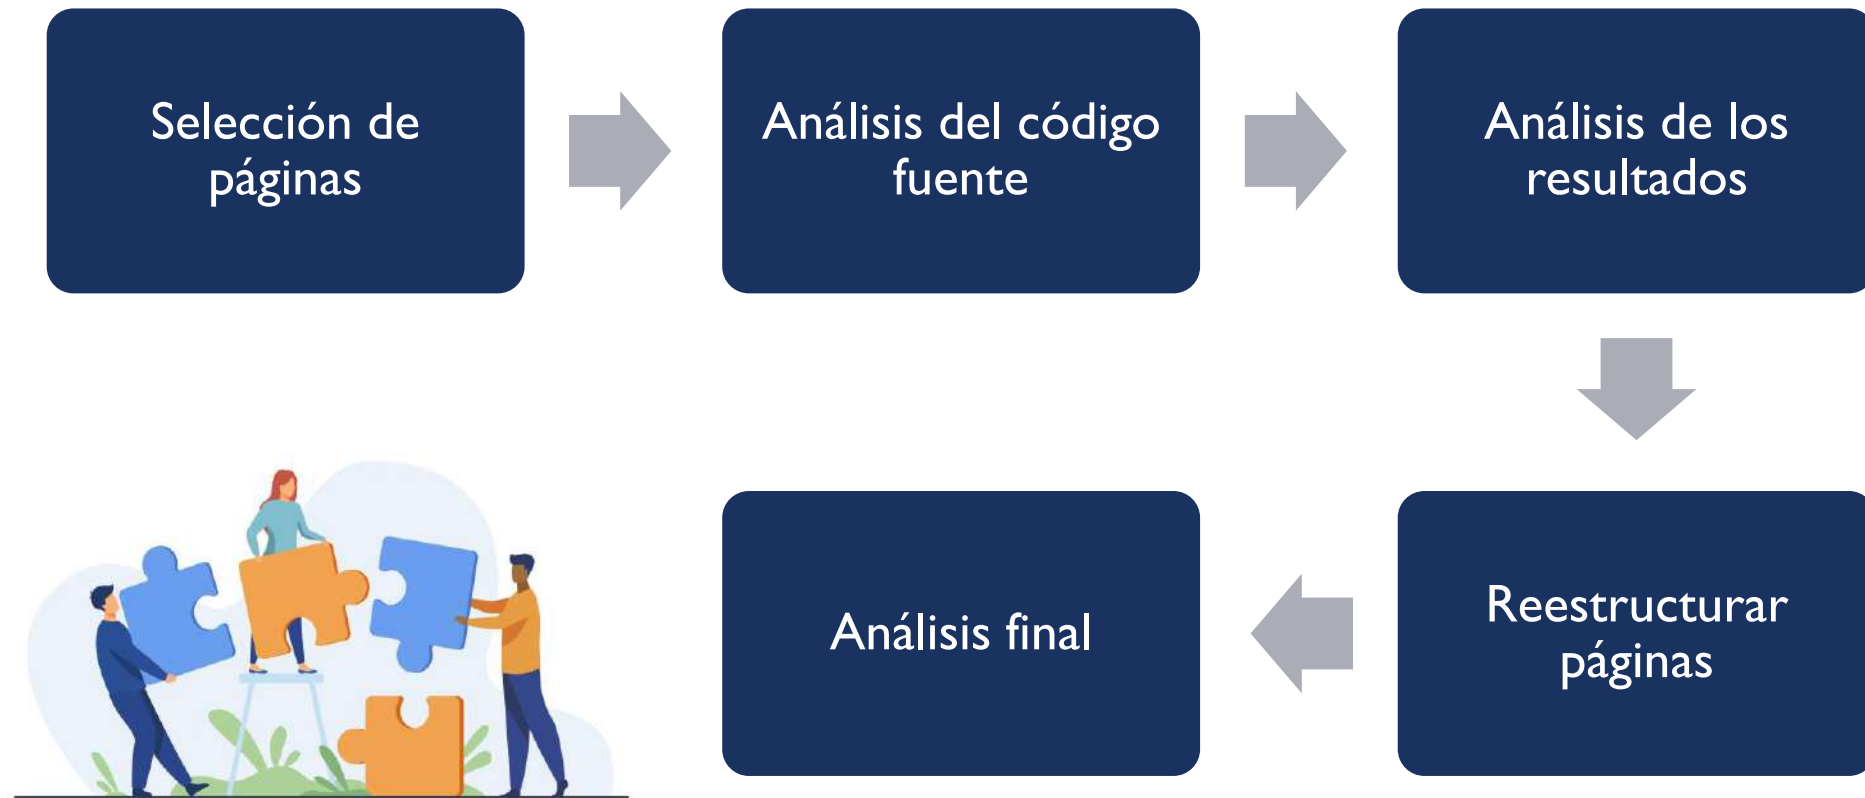 Selección de
páginas
Análisis del código
fuente
Análisis de los
resultados
Reestructurar
páginas
Análisis final